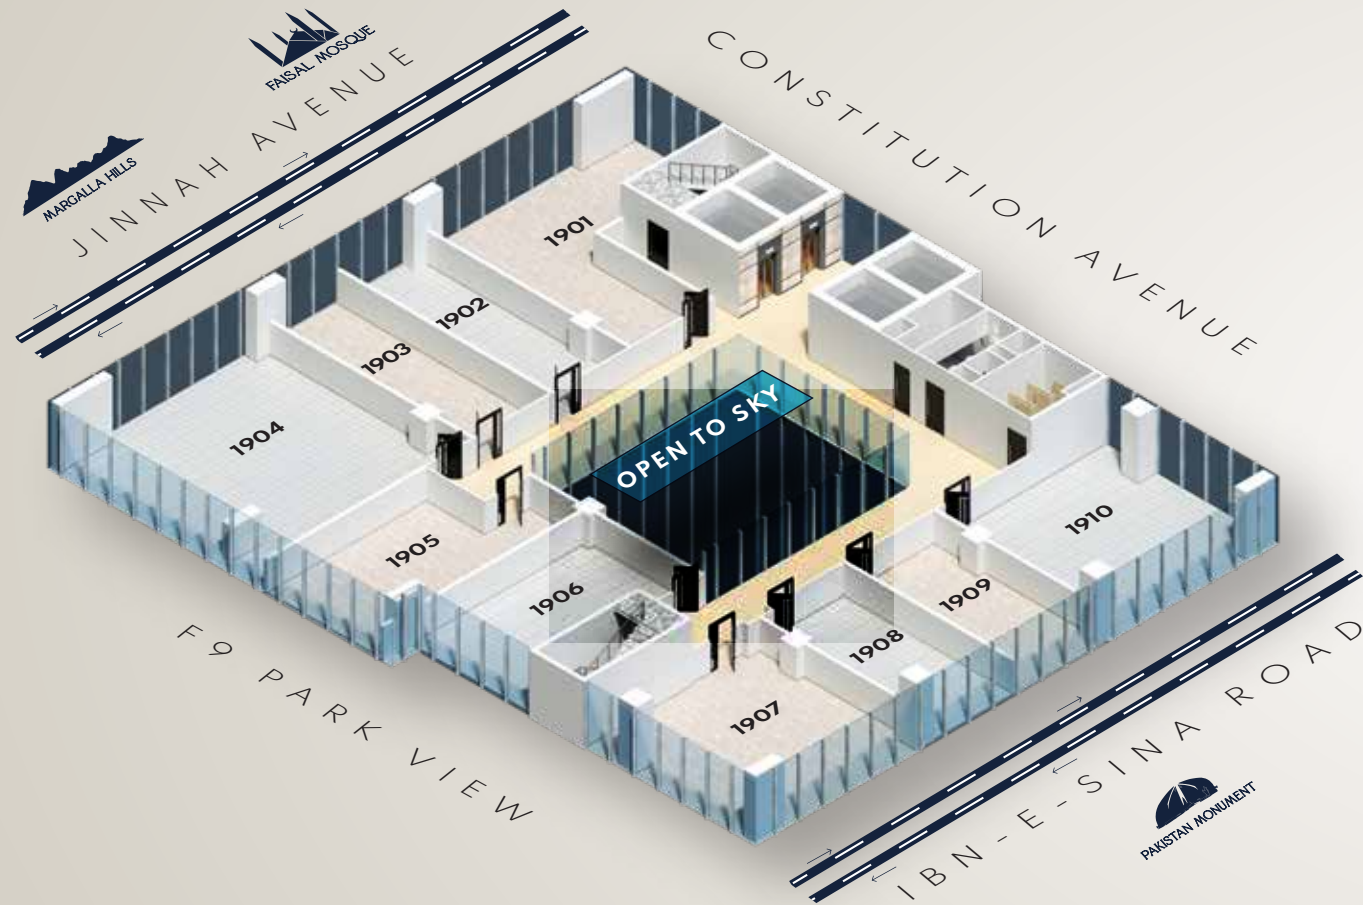 FAISAL MOSQUE
JINNAH AVENUE
MARGALLA HILLS
CONSTITUTION AVENUE
1901
1902
1903
1904
OPEN TO SKY
1905
1906
1907
1908
1909
1910
F9 PARK VIEW
IBN-E-SINA ROAD
PAKISTAN MONUMENT